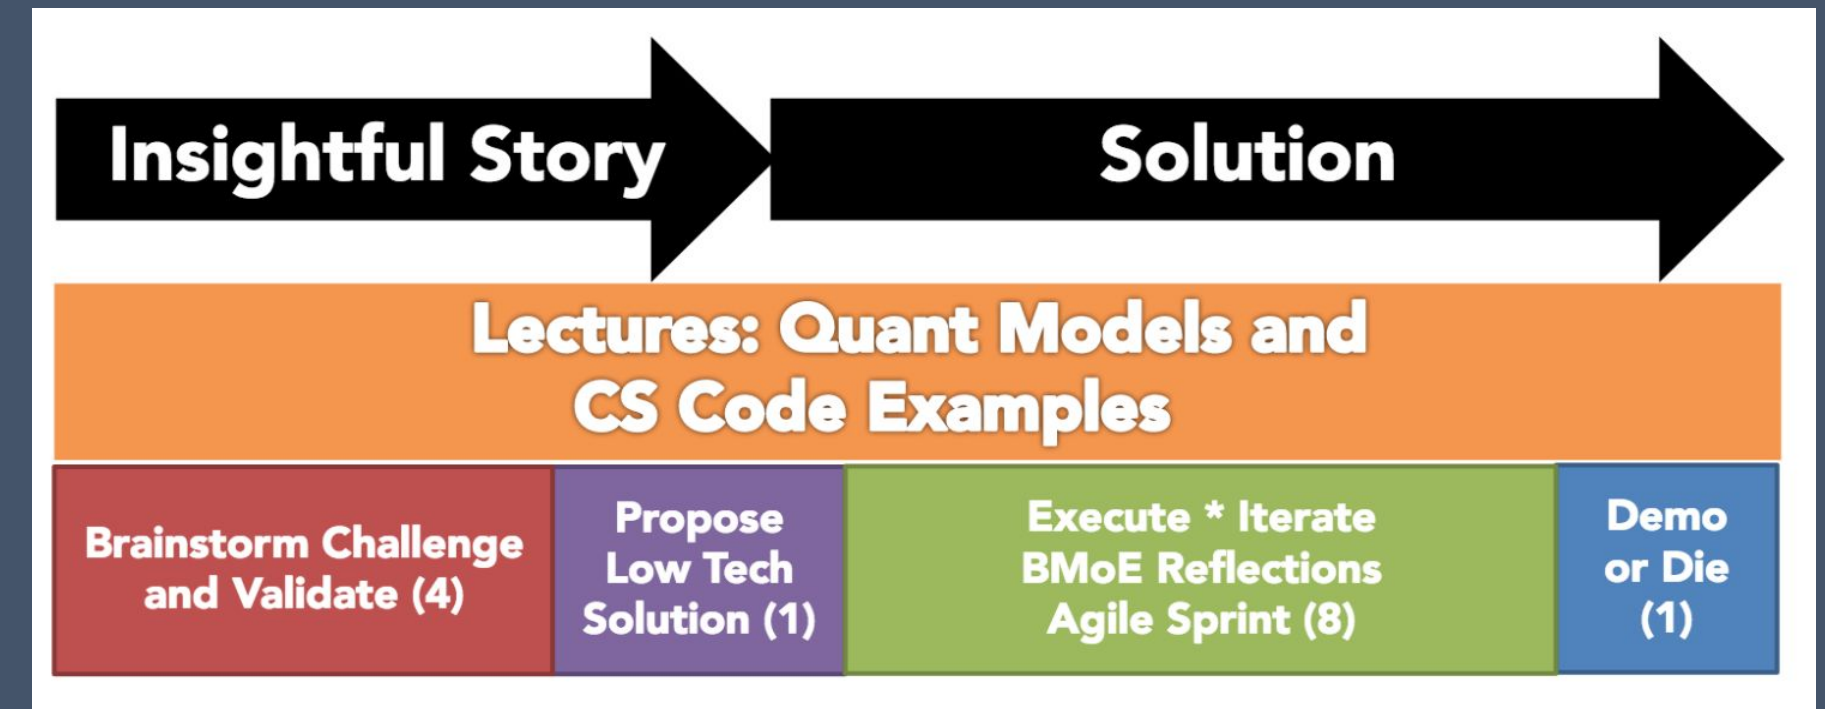 Insightful Story
Solution
Lectures: Quant Models and
CS Code Examples
Brainstorm Challenge
and Validate (4)
Propose
Low Tech
Solution (1)
Execute * Iterate
BMoE Reflections
Agile Sprint (8)
Demo
or Die
(1)